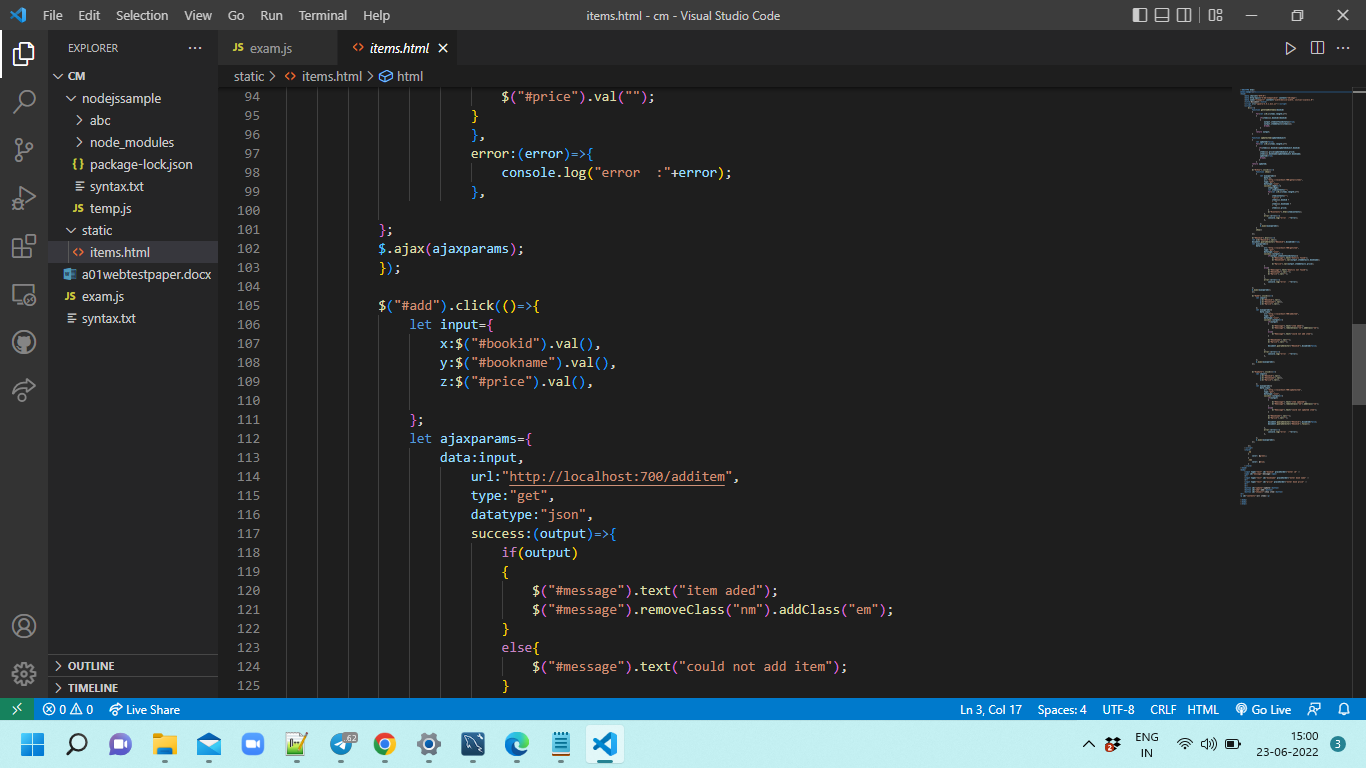 File Edit Selection View Go Run Terminal Help
items.html - cm - Visual Studio Code
EXPLORER
CM
nodejssample
abc
node_modules
package-lock.json
syntax.txt
JS temp.js
static
items.html
a01webtestpaper.docx
JS exam.js
syntax.txt
OUTLINE
TIMELINE
JS exam.js
items.html
static > items.html > html
94 $("#price").val("");
95 }
96 },
97 error:(error)=>{
98 console.log("error  :"+error);
99 },
100
101 };
102 $.ajax(ajaxparams);
103 });
104
105 $("#add").click(()=>{
106 let input={
107 x:$("#bookid").val(),
108 y:$("#bookname").val(),
109 z:$("#price").val(),
110
111 };
112 let ajaxparams={
113 data:input,
114 url:"http://localhost:700/additem",
115 type:"get",
116 datatype:"json",
117 success:(output)=>{
118 if(output)
119 {
120 $("#message").text("item aded");
121 $("#message").removeClass("nm").addClass("em");
122 }
123 else{
124 $("#message").text("could not add item");
125 }
0 0 Live Share
Ln 3, Col 17 Spaces: 4 UTF-8 CRLF HTML Go Live
62
2
ENG
IN
15:00
23-06-2022
3